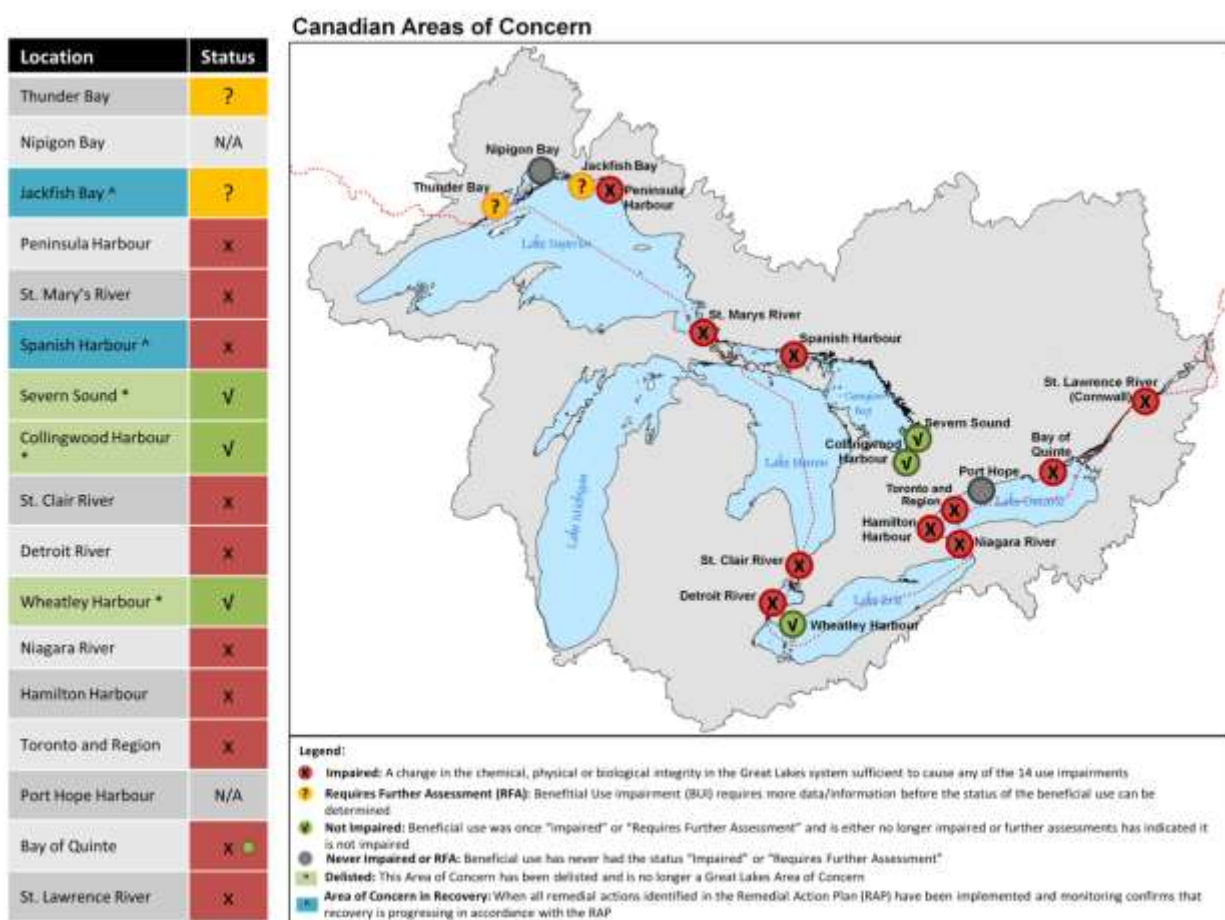 Canadian Areas of Concern
Location Status
Thunder Bay ?
Nipigon Bay N/A
Jackfish Bay ^ ?
Peninsula Harbour x
St. Mary's River x
Spanish Harbour ^ x
Severn Sound * √
Collingwood Harbour
* √
St. Clair River x
Detroit River x
Wheatley Harbour * √
Niagara River x
Hamilton Harbour x
Toronto and Region x
Port Hope Harbour N/A
Bay of Quinte x
St. Lawrence River x
Nipigon Bay
Jackfish Bay
?
Thunder Bay
?
X
Peninsula
Harbour
Lake Superior
St. Marys River
X
Spanish Harbour
X
Georgian
Bay
St. Lawrence River
(Cornwall)
X
Severn Sound
√
Collingwood
Harbour
√
Bay of
Quinte
X
Port Hope
Lake Huron
Lake Michigan
Toronto and
Region
X
Lake Ontario
Hamilton
Harbour
X
X
Niagara River
St. Clair River
X
Detroit River
X
Lake Erie
√
Wheatley Harbour
Legend:
X Impaired: A change in the chemical, physical or biological integrity in the Great Lakes system sufficient to cause any of the 14 use impairments
? Requires Further Assessment (RFA): Benefitial Use impairment (BUI) requires more data/information before the status of the beneficial use can be
determined
√ Not Impaired: Beneficial use was once "impaired" or "Requires Further Assessment" and is either no longer impaired or further assessments has indicated it
is not impaired
Never Impaired or RFA: Beneficial use has never had the status "Impaired" or "Requires Further Assessment"
* Delisted: This Area of Concern has been delisted and is no longer a Great Lakes Area of Concern
^ Area of Concern in Recovery: When all remedial actions identified in the Remedial Action Plan (RAP) have been implemented and monitoring confirms that
recovery is progressing in accordance with the RAP